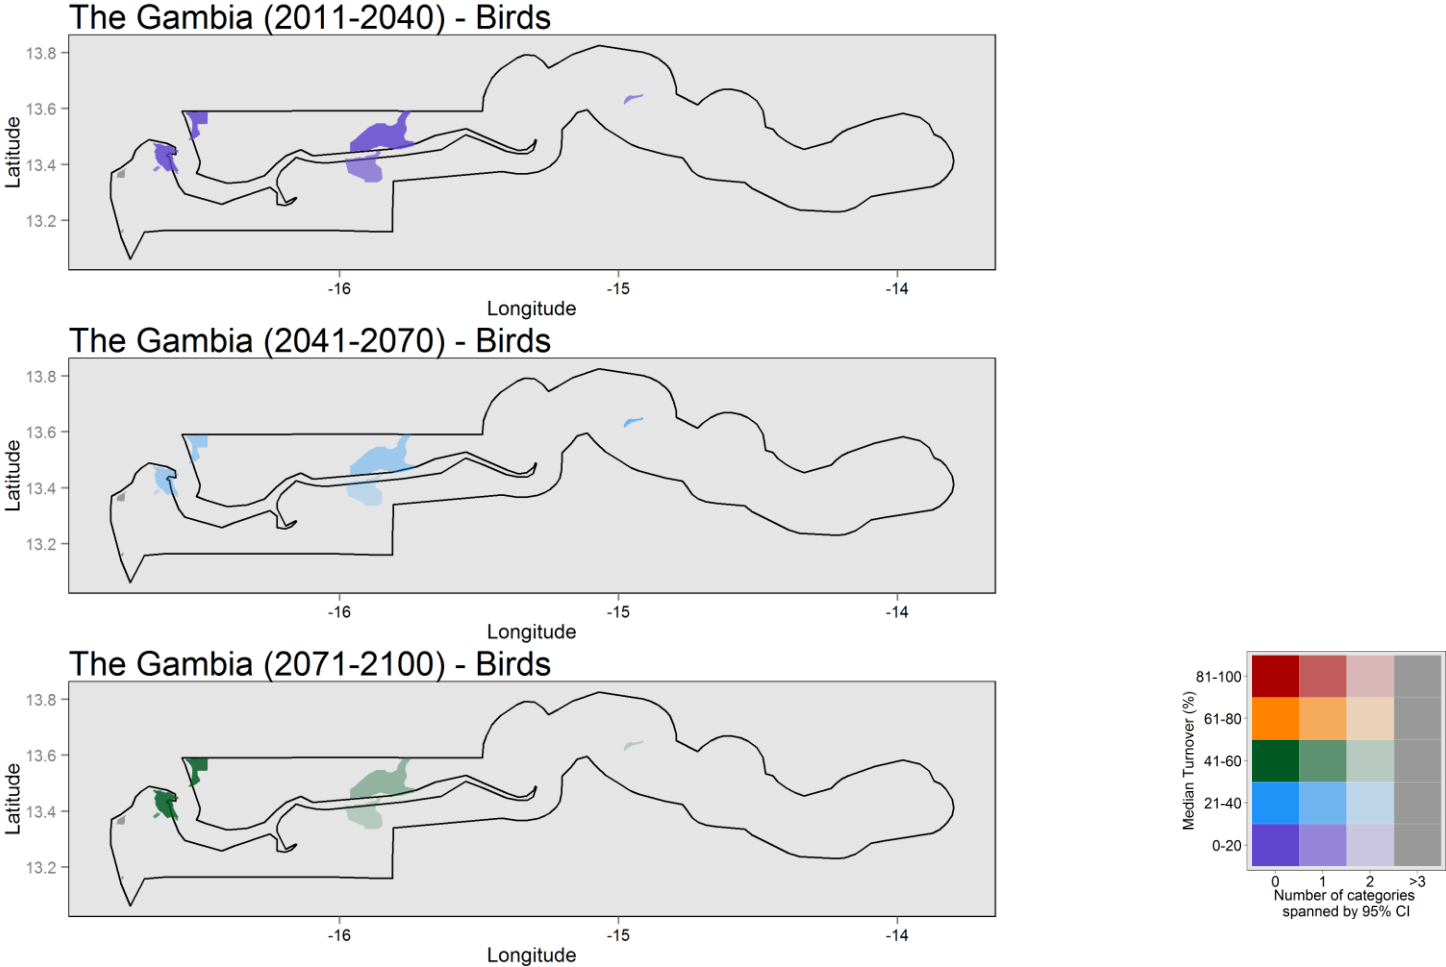 The Gambia (2011-2040) - Birds
13.8
13.6
13.4
13.2
Latitude
-16
-15
-14
Longitude
The Gambia (2041-2070) - Birds
13.8
13.6
13.4
13.2
Latitude
-16
-15
-14
Longitude
The Gambia (2071-2100) - Birds
13.8
13.6
13.4
13.2
Latitude
-16
-15
-14
Longitude
Median Turnover (%)
81-100
61-80
41-60
21-40
0-20
0
1
2
>3
Number of categories
spanned by 95% CI